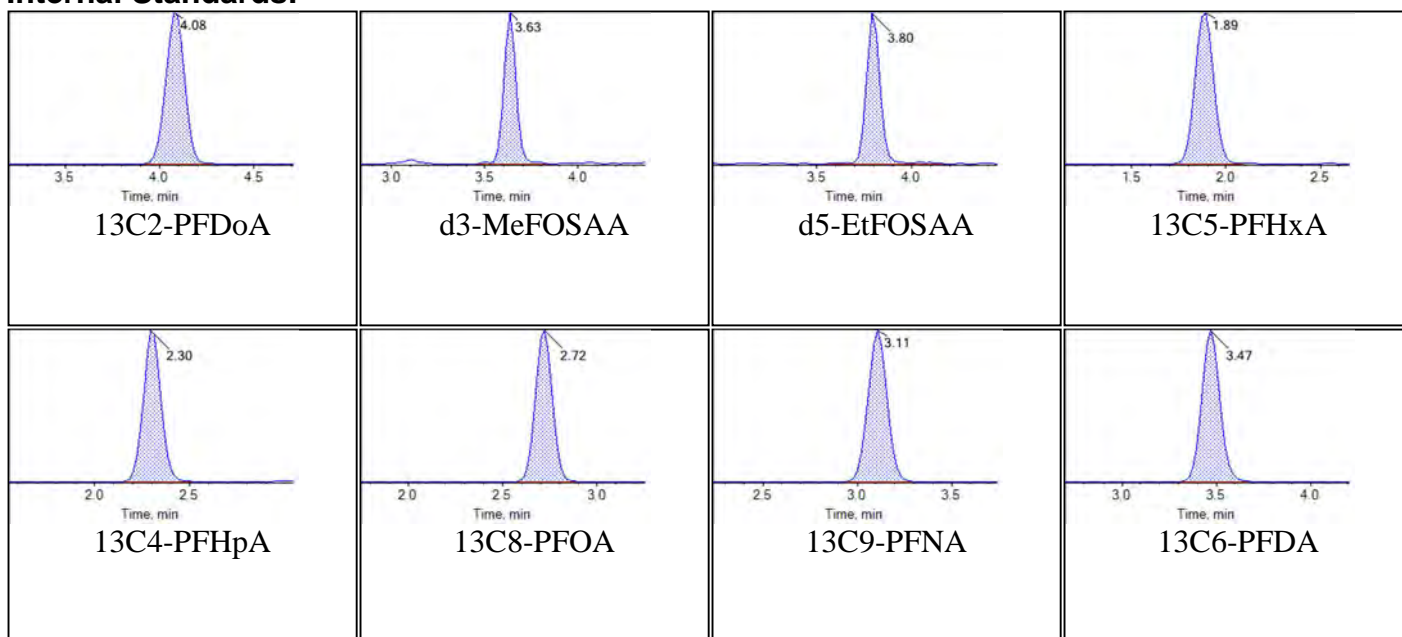 Internal Standards:
4.08
3.5 4.0 4.5
Time, min
13C2-PFDoA
3.63
3.0 3.5 4.0
Time, min
d3-MeFOSAA
3.80
3.5 4.0
Time, min
d5-EtFOSAA
1.89
1.5 2.0 2.5
Time, min
13C5-PFHxA
2.30
2.0 2.5
Time, min
13C4-PFHpA
2.72
2.0 2.5 3.0
Time, min
13C8-PFOA
3.11
2.5 3.0 3.5
Time, min
13C9-PFNA
3.47
3.0 3.5 4.0
Time, min
13C6-PFDA